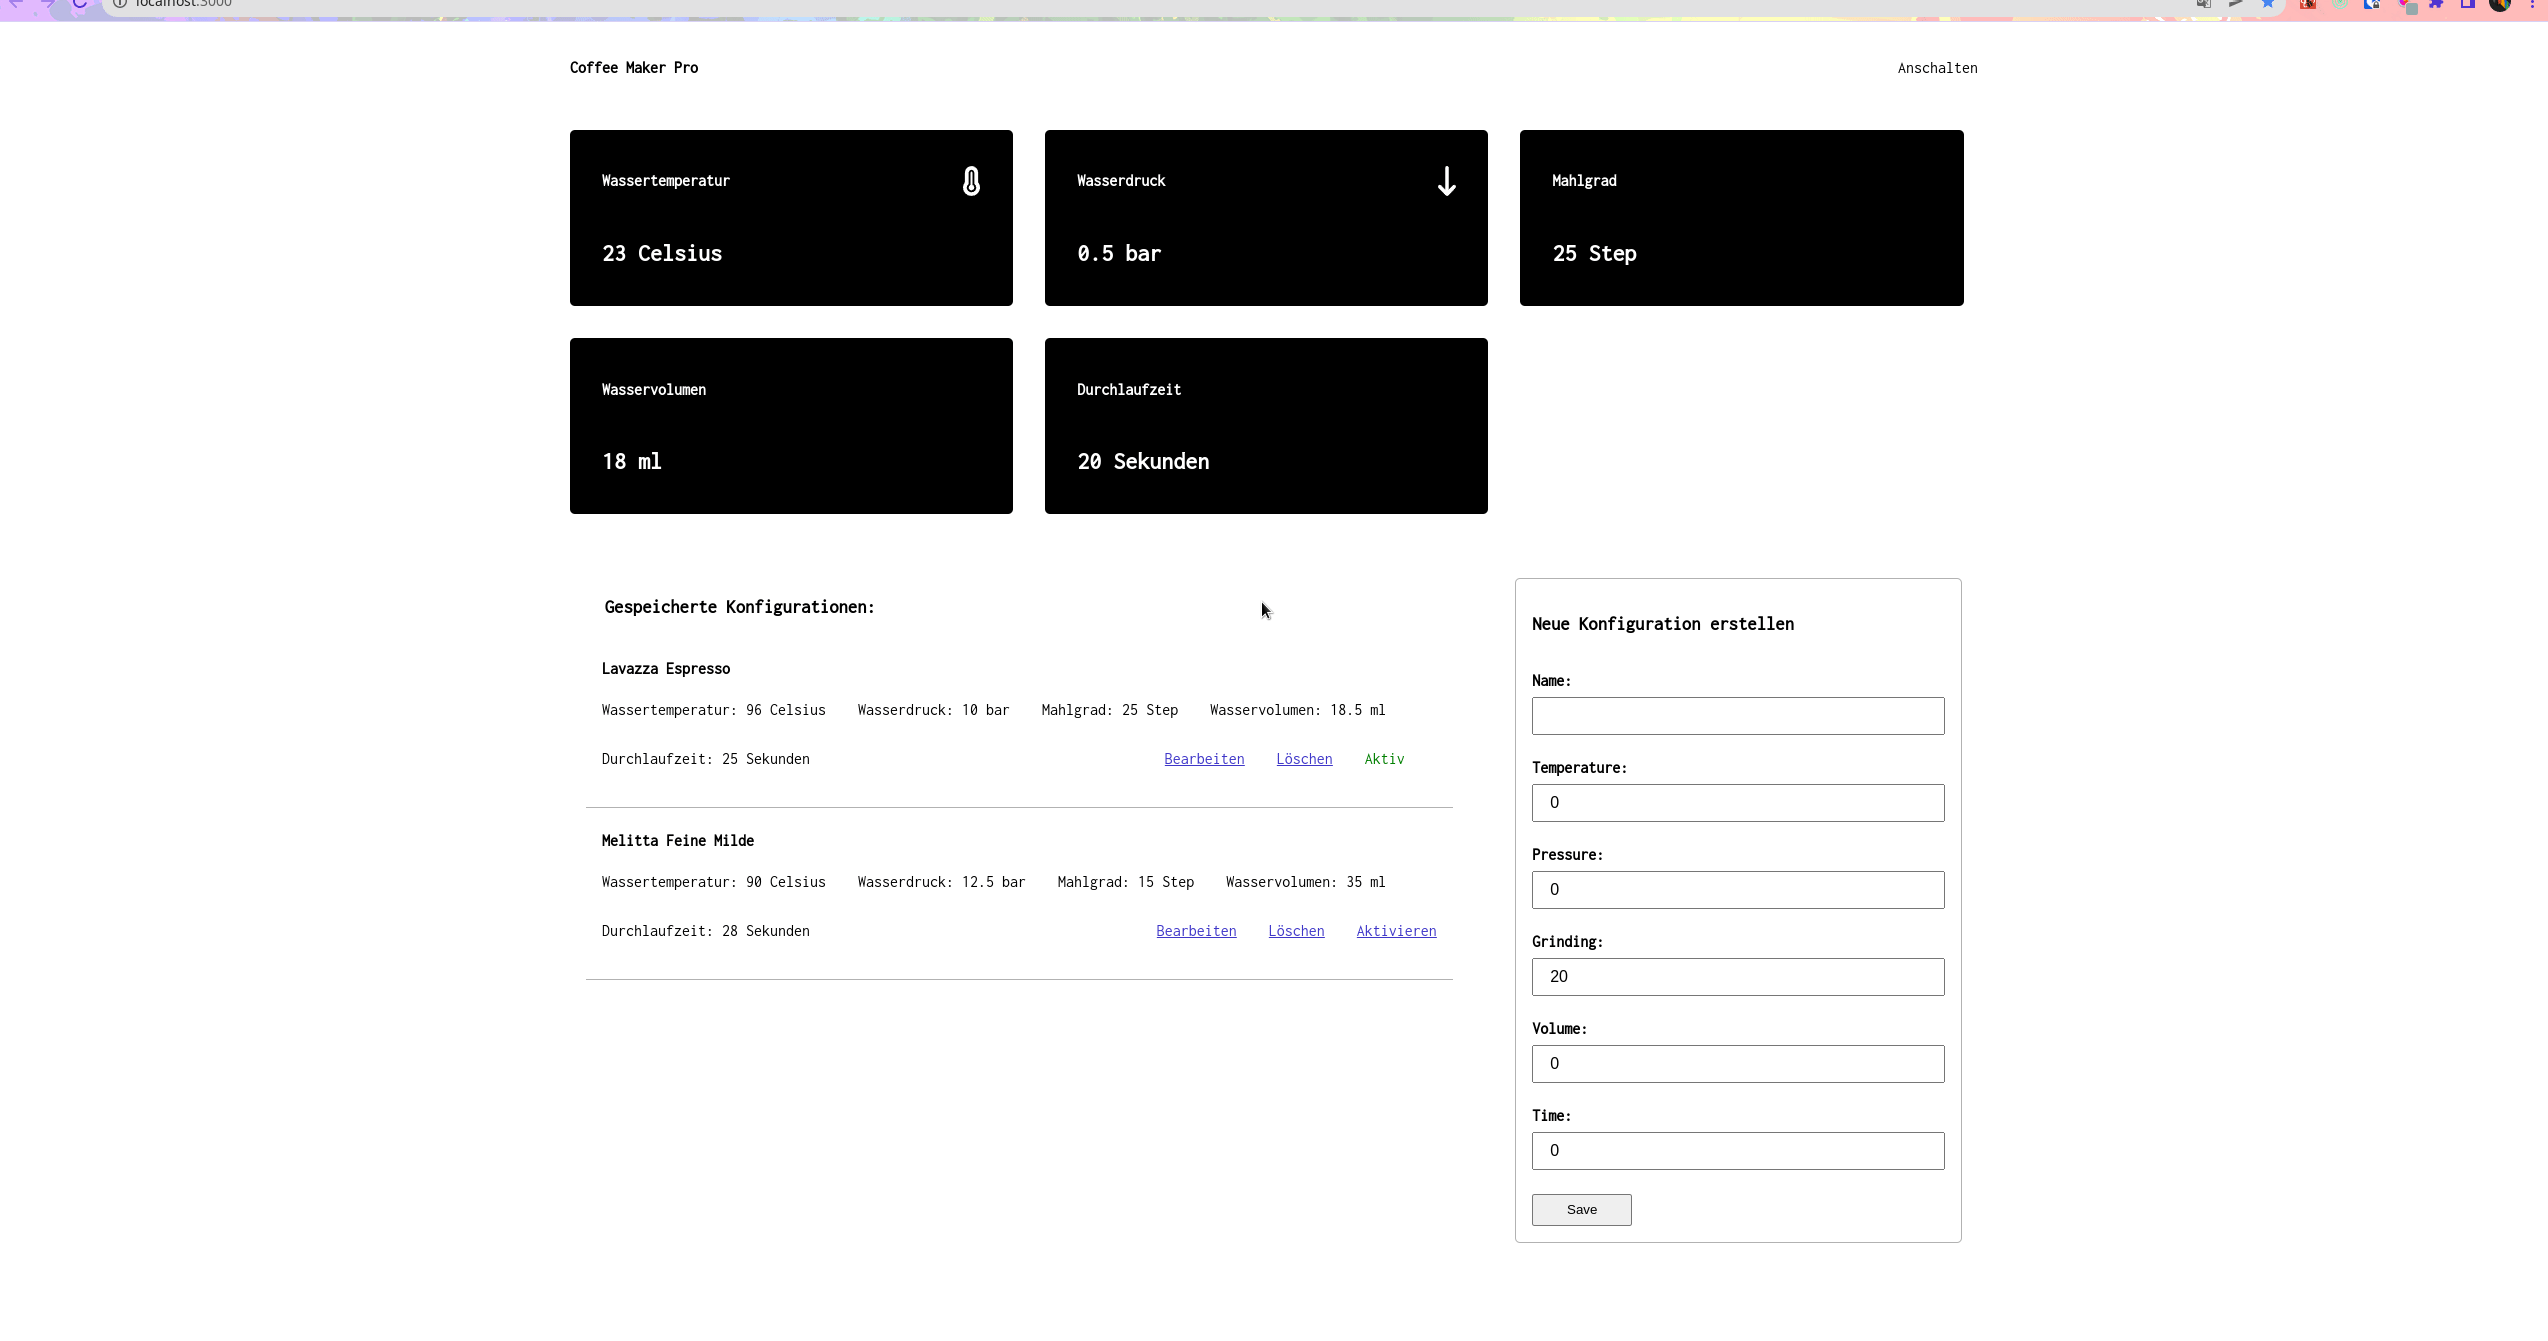 localhost:3000
Coffee Maker Pro
Anschalten
Wassertemperatur
23 Celsius
Wasserdruck
0.5 bar
Mahlgrad
25 Step
Wasservolumen
18 ml
Durchlaufzeit
20 Sekunden
Gespeicherte Konfigurationen:
Lavazza Espresso
Wassertemperatur: 96 Celsius Wasserdruck: 10 bar Mahlgrad: 25 Step Wasservolumen: 18.5 ml
Durchlaufzeit: 25 Sekunden Bearbeiten Löschen Aktiv
Melitta Feine Milde
Wassertemperatur: 90 Celsius Wasserdruck: 12.5 bar Mahlgrad: 15 Step Wasservolumen: 35 ml
Durchlaufzeit: 28 Sekunden Bearbeiten Löschen Aktivieren
Neue Konfiguration erstellen
Name:
Temperature:
0
Pressure:
0
Grinding:
20
Volume:
0
Time:
0
Save